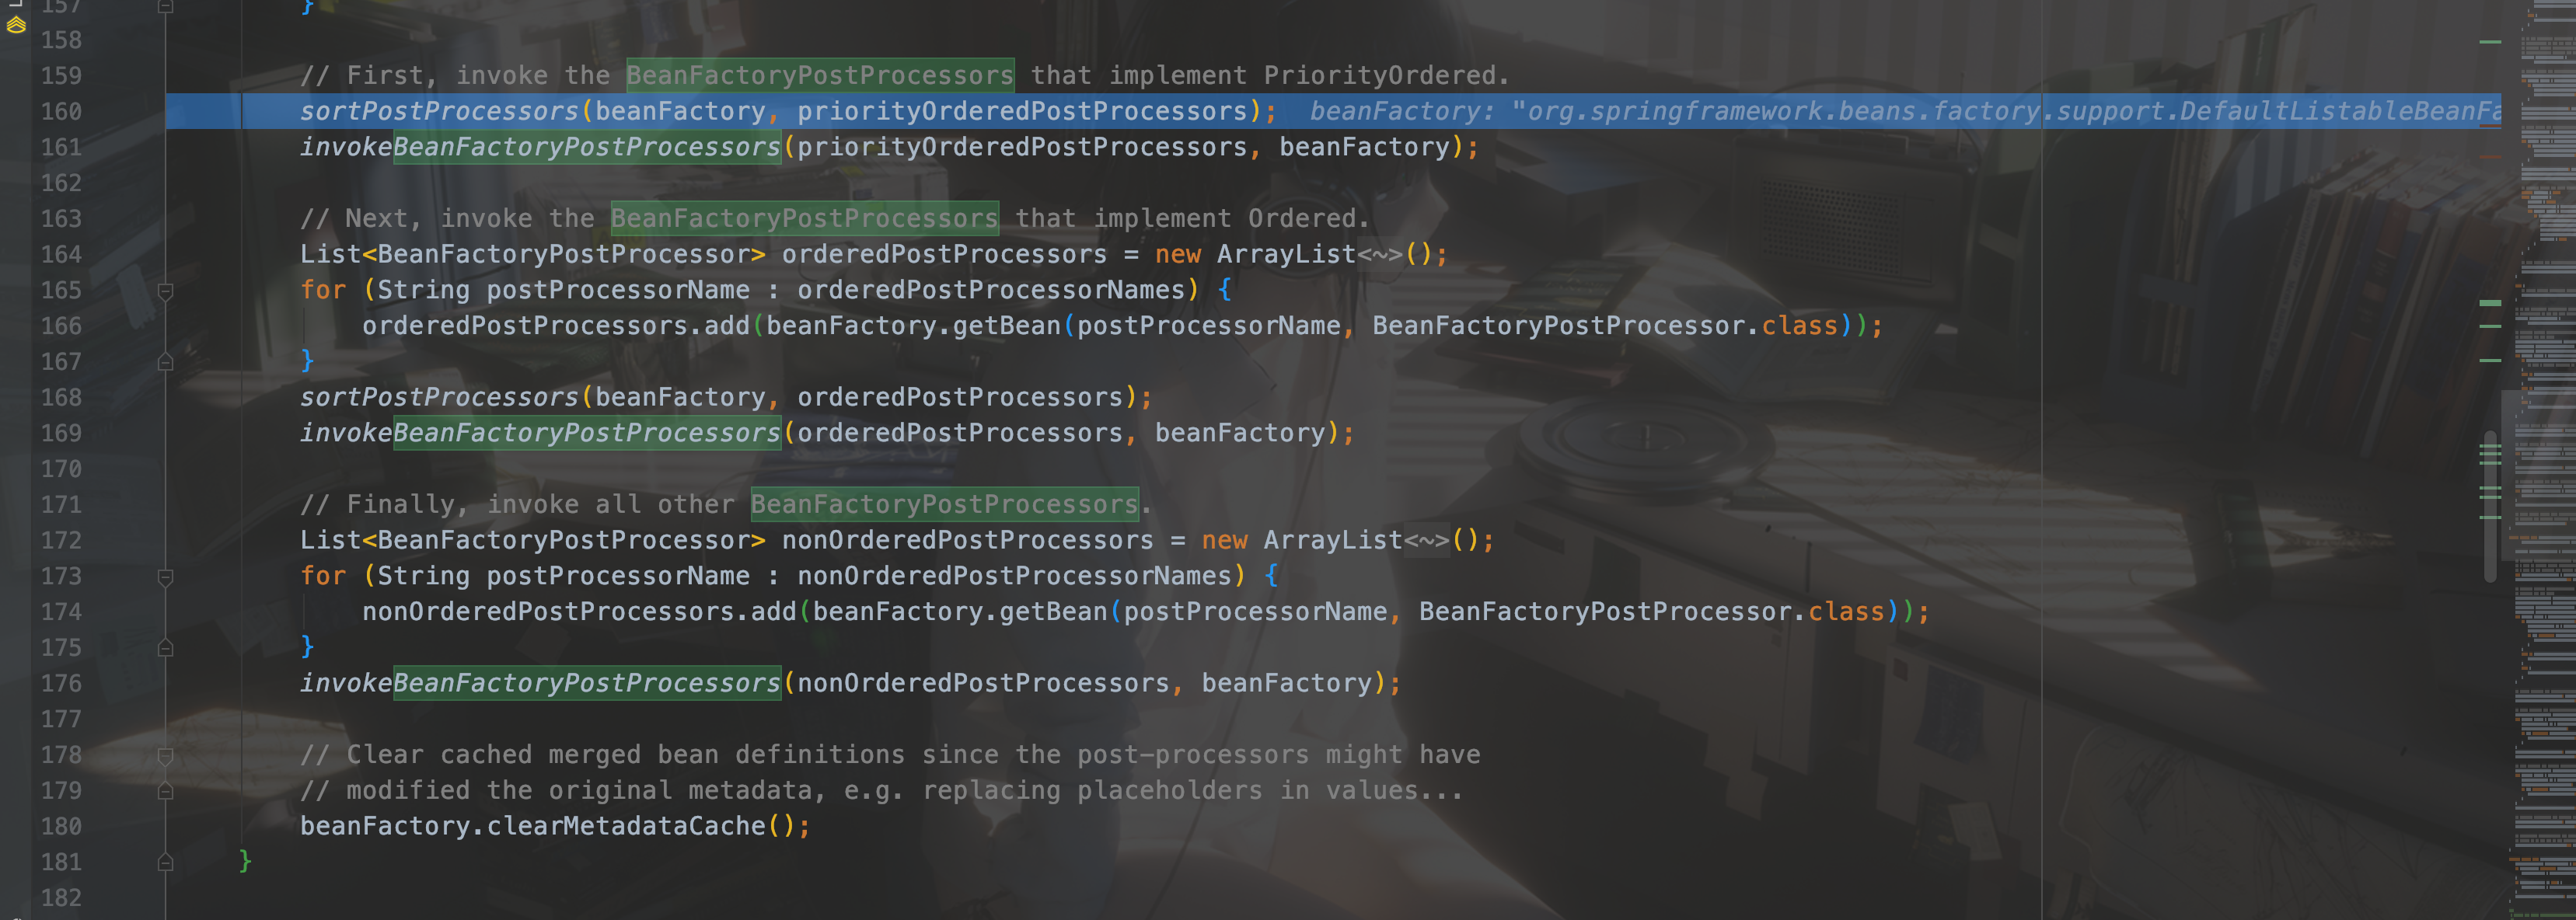 157 }
158
159 // First, invoke the BeanFactoryPostProcessors that implement PriorityOrdered.
160 sortPostProcessors(beanFactory, priorityOrderedPostProcessors); beanFactory: "org.springframework.beans.factory.support.DefaultListableBeanFa
161 invokeBeanFactoryPostProcessors(priorityOrderedPostProcessors, beanFactory);
162
163 // Next, invoke the BeanFactoryPostProcessors that implement Ordered.
164 List<BeanFactoryPostProcessor> orderedPostProcessors = new ArrayList<~>();
165 for (String postProcessorName : orderedPostProcessorNames) {
166 orderedPostProcessors.add(beanFactory.getBean(postProcessorName, BeanFactoryPostProcessor.class));
167 }
168 sortPostProcessors(beanFactory, orderedPostProcessors);
169 invokeBeanFactoryPostProcessors(orderedPostProcessors, beanFactory);
170
171 // Finally, invoke all other BeanFactoryPostProcessors.
172 List<BeanFactoryPostProcessor> nonOrderedPostProcessors = new ArrayList<~>();
173 for (String postProcessorName : nonOrderedPostProcessorNames) {
174 nonOrderedPostProcessors.add(beanFactory.getBean(postProcessorName, BeanFactoryPostProcessor.class));
175 }
176 invokeBeanFactoryPostProcessors(nonOrderedPostProcessors, beanFactory);
177
178 // Clear cached merged bean definitions since the post-processors might have
179 // modified the original metadata, e.g. replacing placeholders in values...
180 beanFactory.clearMetadataCache();
181 }
182